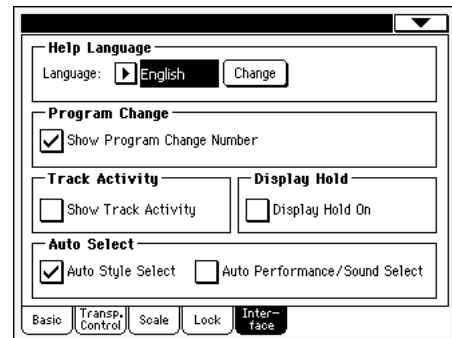 Help Language
Language: English Change
Program Change
Show Program Change Number
Track Activity Display Hold
Show Track Activity Display Hold On
Auto Select
Auto Style Select Auto Performance/Sound Select
Basic Transp. Control Scale Lock Inter-
face